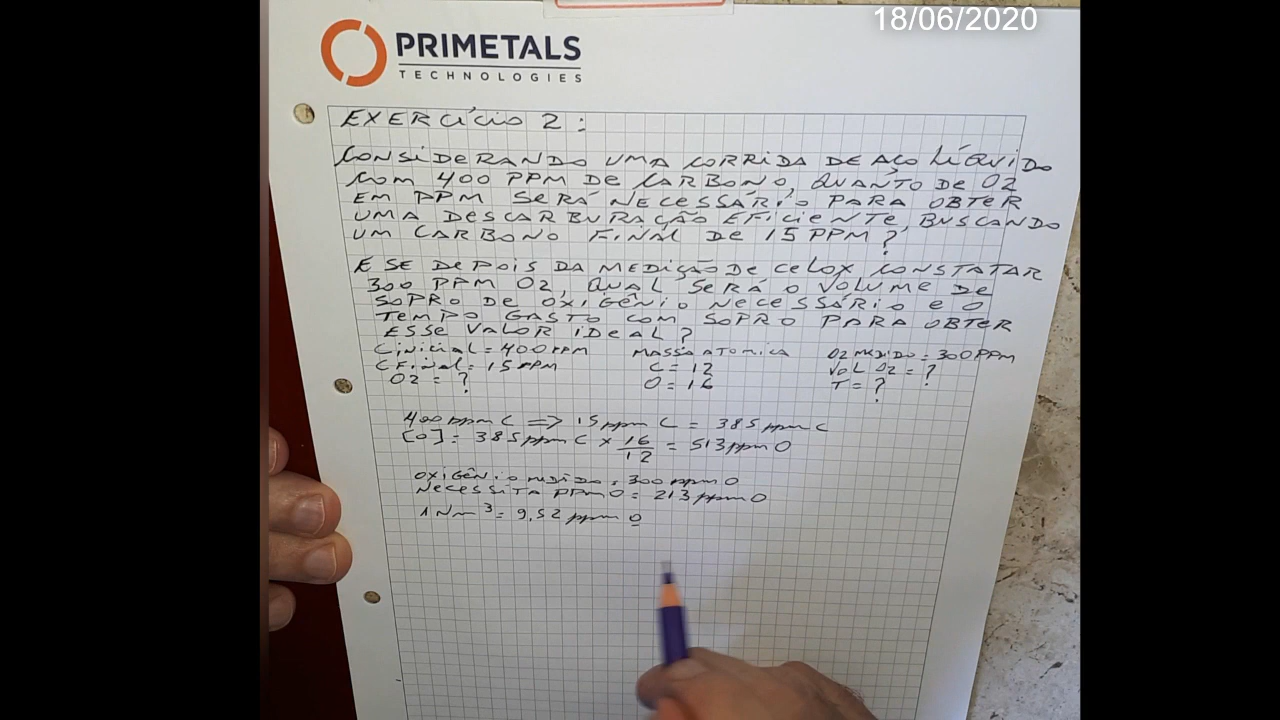 18/06/2020
PRIMETALS
TECHNOLOGIES
EXERCÍCIO 2:
CONSIDERANDO UMA CORRIDA DE AÇO LÍQUIDO
COM 400 PPM DE CARBONO, QUANTO DE O2
EM PPM SERÁ NECESSÁRIO PARA OBTER
UMA DESCARBURAÇÃO EFICIENTE, BUSCANDO
UM CARBONO FINAL DE 15 PPM?
E SE DEPOIS DA MEDIÇÃO DE CELOX CONSTATAR
300 PPM O2, QUAL SERÁ O VOLUME DE
SOPRO DE OXIGÊNIO NECESSÁRIO E O
TEMPO GASTO COM SOPRO PARA OBTER
ESSE VALOR IDEAL?
C INICIAL = 400 PPM MASSA ATOMICA O2 MEDIDO = 300 PPM
C FINAL = 15 PPM C = 12 VOL O2 = ?
O2 = ? O = 16 T = ?
400 ppm C => 15 ppm C = 385 ppm C
[O] = 385 ppm C x 16/12 = 513 ppm O
OXIGÊNIO MEDIDO = 300 ppm O
NECESSITA PPM O = 213 ppm O
1 Nm³ = 9,52 ppm O